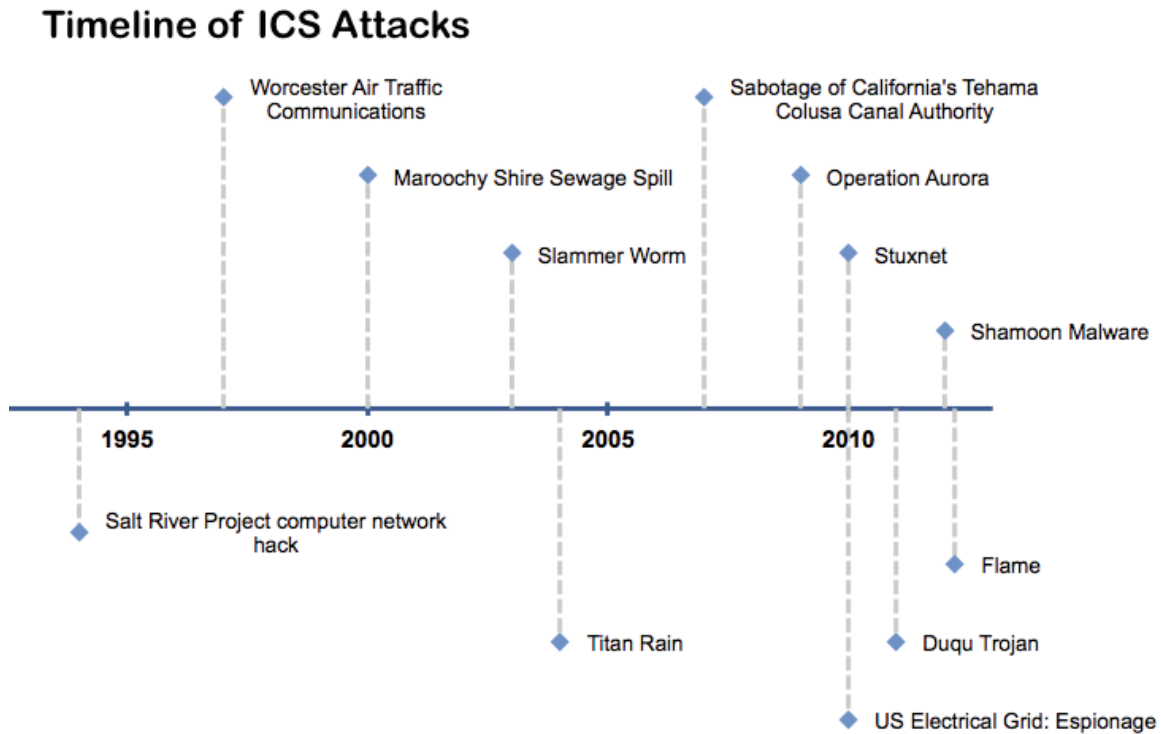 Timeline of ICS Attacks
Worcester Air Traffic
Communications
Sabotage of California's Tehama
Colusa Canal Authority
Maroochy Shire Sewage Spill
Operation Aurora
Slammer Worm
Stuxnet
Shamoon Malware
1995
2000
2005
2010
Salt River Project computer network
hack
Flame
Titan Rain
Duqu Trojan
US Electrical Grid: Espionage